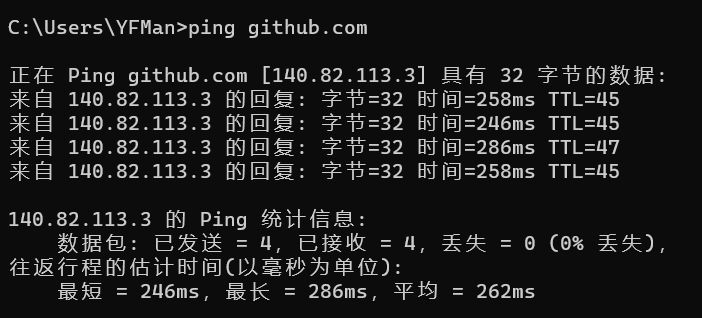 C:\Users\YFMan>ping github.com
正在 Ping github.com [140.82.113.3] 具有 32 字节的数据:
来自 140.82.113.3 的回复: 字节=32 时间=258ms TTL=45
来自 140.82.113.3 的回复: 字节=32 时间=246ms TTL=45
来自 140.82.113.3 的回复: 字节=32 时间=286ms TTL=47
来自 140.82.113.3 的回复: 字节=32 时间=258ms TTL=45
140.82.113.3 的 Ping 统计信息:
数据包: 已发送 = 4, 已接收 = 4, 丢失 = 0 (0% 丢失),
往返行程的估计时间(以毫秒为单位):
最短 = 246ms, 最长 = 286ms, 平均 = 262ms